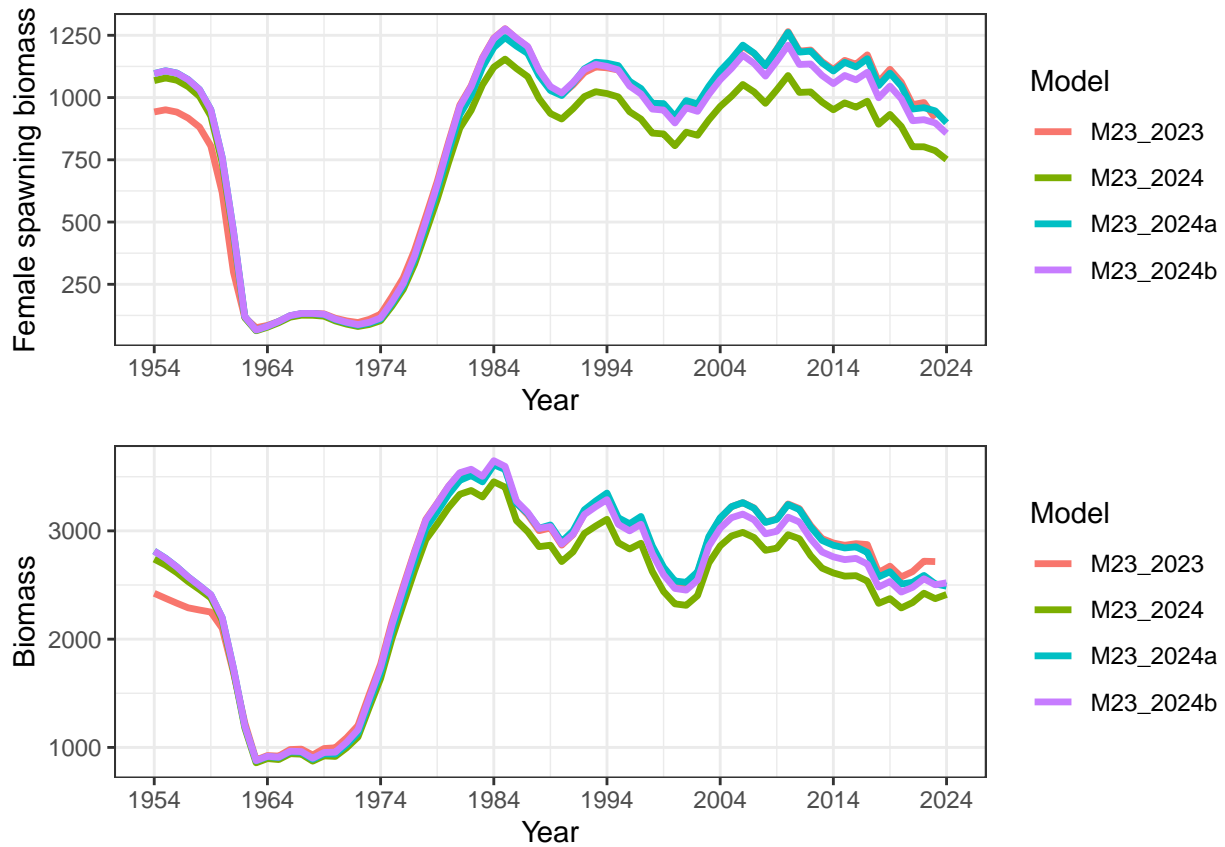 1250
1000
750
500
250
Female spawning biomass
1954 1964 1974 1984 1994 2004 2014 2024
Year
Model
M23_2023
M23_2024
M23_2024a
M23_2024b
3000
2000
1000
Biomass
1954 1964 1974 1984 1994 2004 2014 2024
Year
Model
M23_2023
M23_2024
M23_2024a
M23_2024b